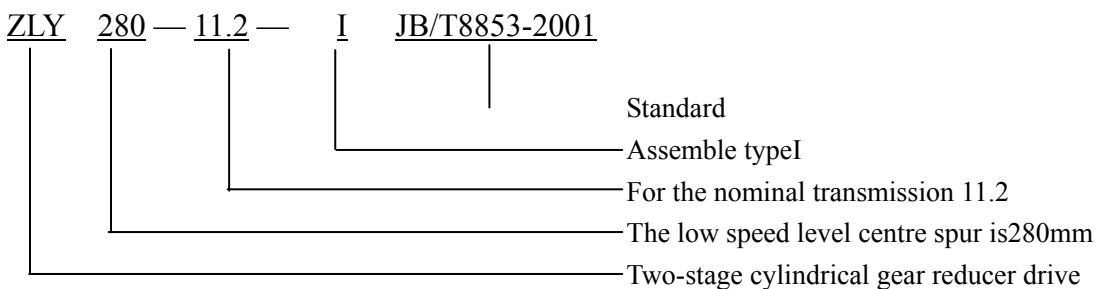 ZLY 280 — 11.2 — I JB/T8853-2001
Standard
Assemble typeI
For the nominal transmission 11.2
The low speed level centre spur is280mm
Two-stage cylindrical gear reducer drive